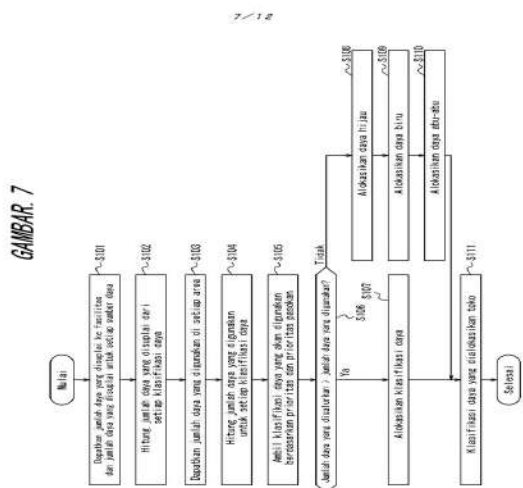 7/12
GAMBAR. 7
Mulai
Dapatkan jumlah daya yang disuplai ke fasilitas
dan jumlah daya yang disuplai untuk setiap sumber daya
S101
Hitung jumlah daya yang disuplai dari
setiap klasifikasi daya
S102
Dapatkan jumlah daya yang digunakan di setiap area
S103
Hitung jumlah daya yang digunakan
untuk setiap klasifikasi daya
S104
Ambil klasifikasi daya yang akan digunakan
berdasarkan prioritas dan prioritas pasokan
S105
Jumlah daya yang disalurkan > jumlah daya yang digunakan?
S106
Tidak
Ya
Alokasikan klasifikasi daya
S107
Alokasikan daya hijau
S108
Alokasikan daya biru
S109
Alokasikan daya abu-abu
S110
Klasifikasi daya yang dialokasikan toko
S111
Selesai